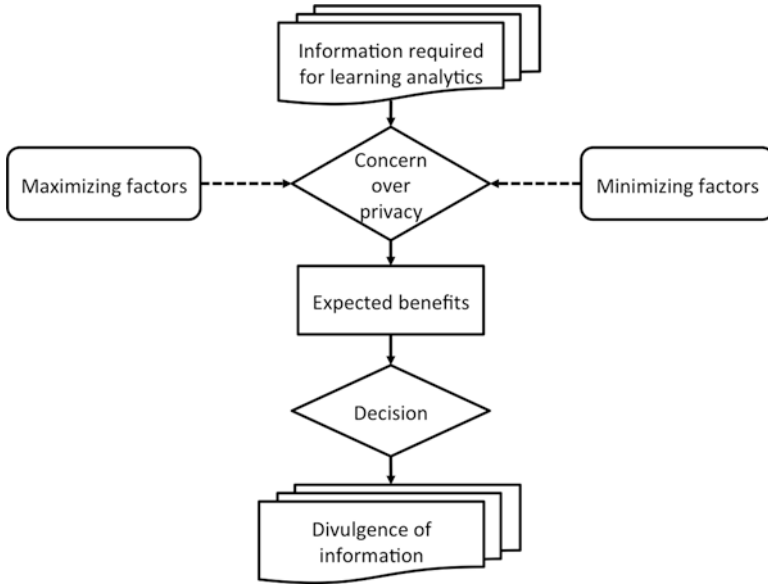 Information required
for learning analytics
Maximizing factors
Concern
over
privacy
Minimizing factors
Expected benefits
Decision
Divulgence of
information